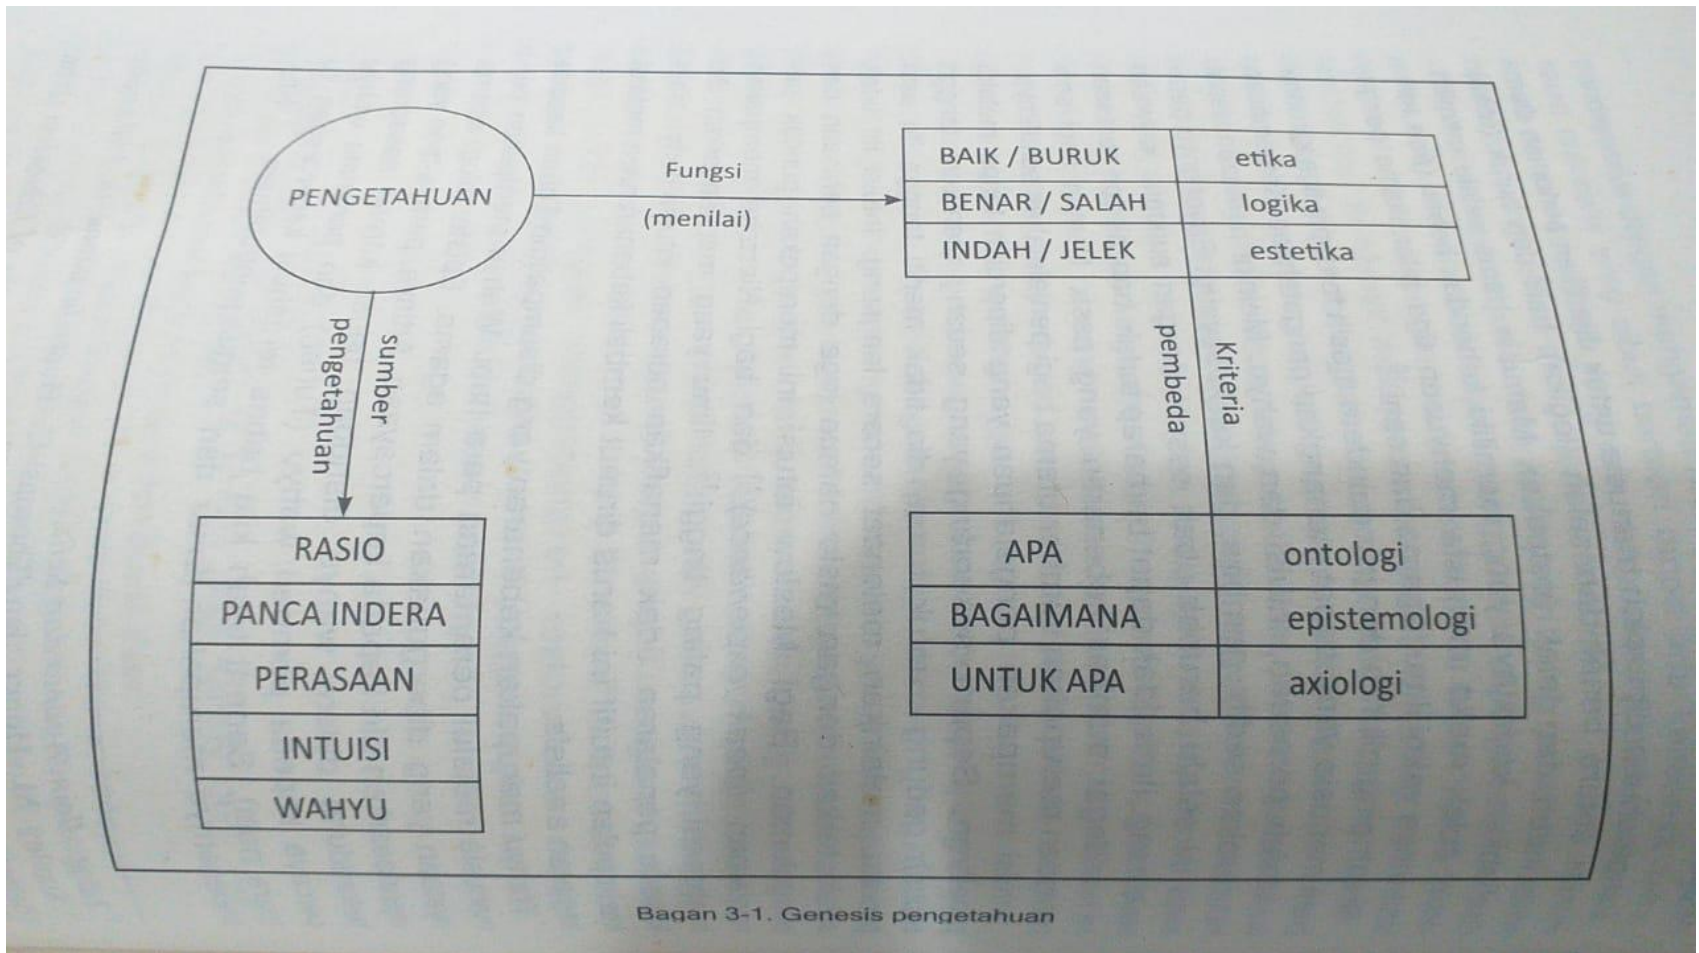 PENGETAHUAN
Fungsi
(menilai)
BAIK / BURUK etika
BENAR / SALAH logika
INDAH / JELEK estetika
sumber
pengetahuan
Kriteria
pembeda
RASIO
PANCA INDERA
PERASAAN
INTUISI
WAHYU
APA ontologi
BAGAIMANA epistemologi
UNTUK APA axiologi
Bagan 3-1. Genesis pengetahuan